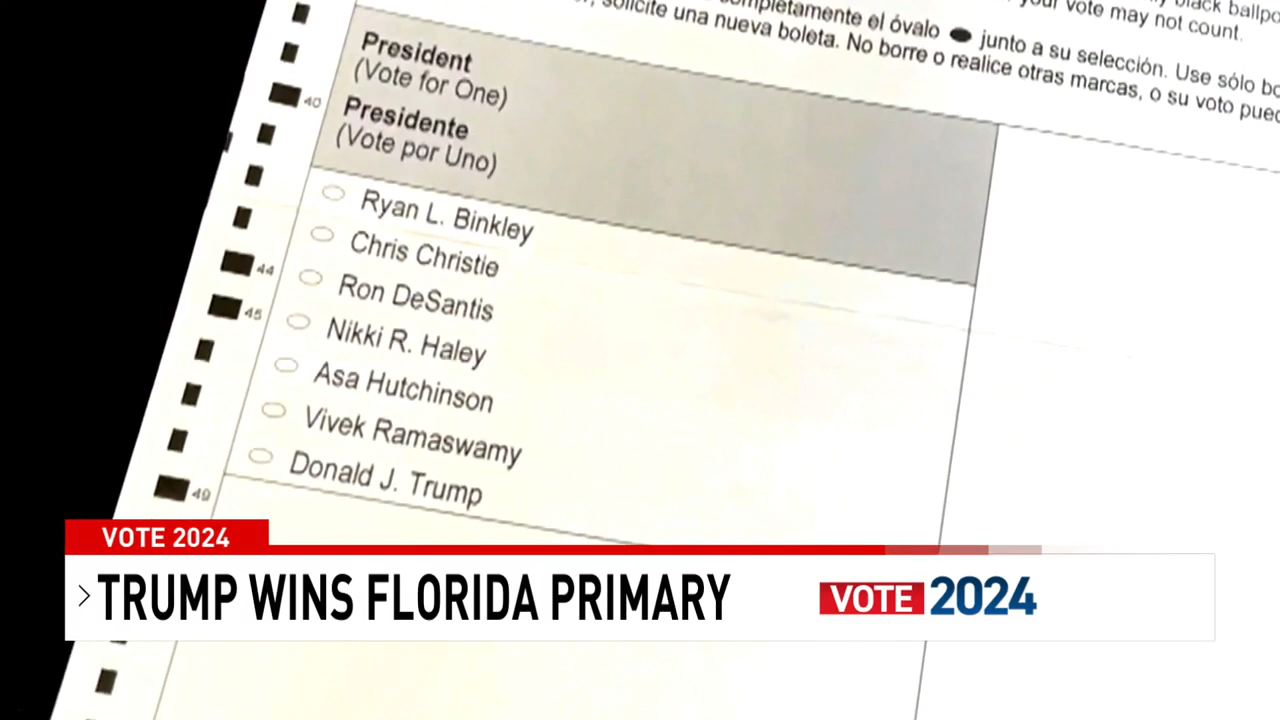 black ballpo
your vote may not count.
completamente el óvalo junto a su selección. Use sólo
solicite una nueva boleta. No borre o realice otras marcas, o su voto
President
(Vote for One)
Presidente
(Vote por Uno)
40
Ryan L. Binkley
Chris Christie
Ron DeSantis
44
Nikki R. Haley
45
Asa Hutchinson
Vivek Ramaswamy
Donald J. Trump
49
VOTE 2024
TRUMP WINS FLORIDA PRIMARY
VOTE 2024